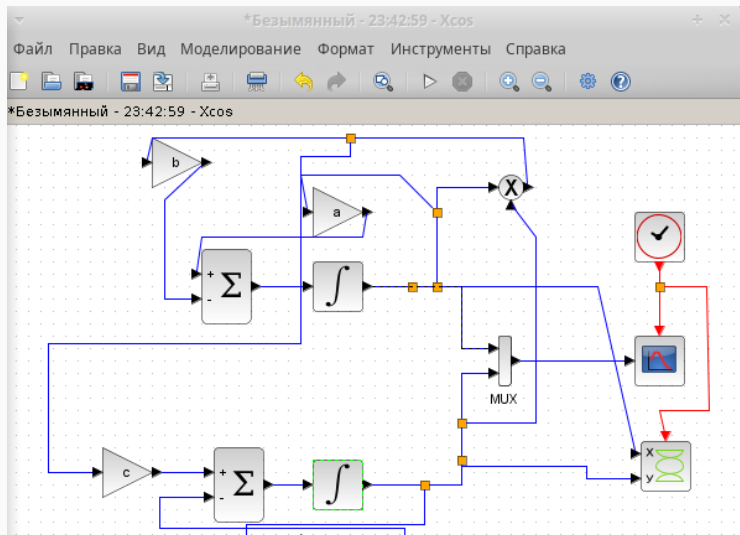 *Безымянный - 23:42:59 - Xcos
Файл Правка Вид Моделирование Формат Инструменты Справка
*Безымянный - 23:42:59 - Xcos
b
X
a
+
-
Σ
∫
MUX
X
y
c
+
-
Σ
∫